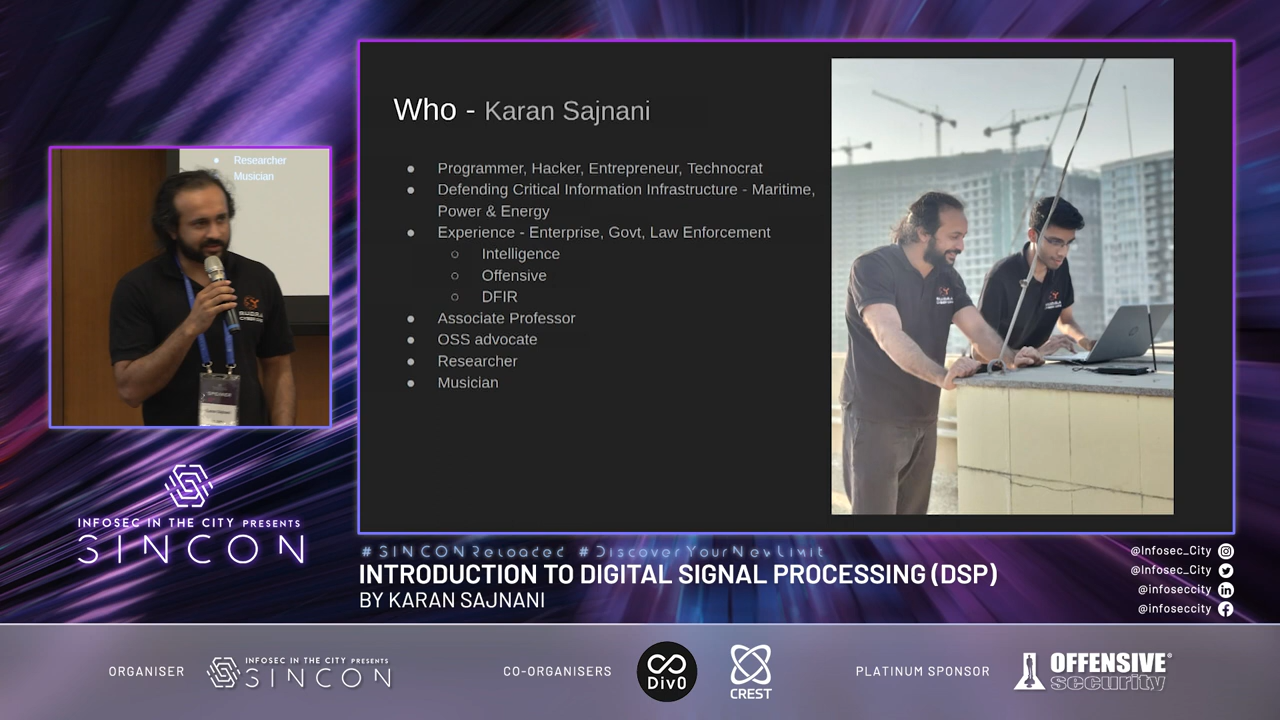 Researcher
Musician
SPEAKER
INFOSEC IN THE CITY PRESENTS
SINCON
Who - Karan Sajnani
Programmer, Hacker, Entrepreneur, Technocrat
Defending Critical Information Infrastructure - Maritime,
Power & Energy
Experience - Enterprise, Govt, Law Enforcement
Intelligence
Offensive
DFIR
Associate Professor
OSS advocate
Researcher
Musician
#SINCONReloaded #DiscoverYourNewLimit
INTRODUCTION TO DIGITAL SIGNAL PROCESSING (DSP)
BY KARAN SAJNANI
@Infosec_City
@Infosec_City
@infoseccity
@infoseccity
ORGANISER
INFOSEC IN THE CITY PRESENTS
SINCON
CO-ORGANISERS
Div0
CREST
PLATINUM SPONSOR
OFFENSIVE
security